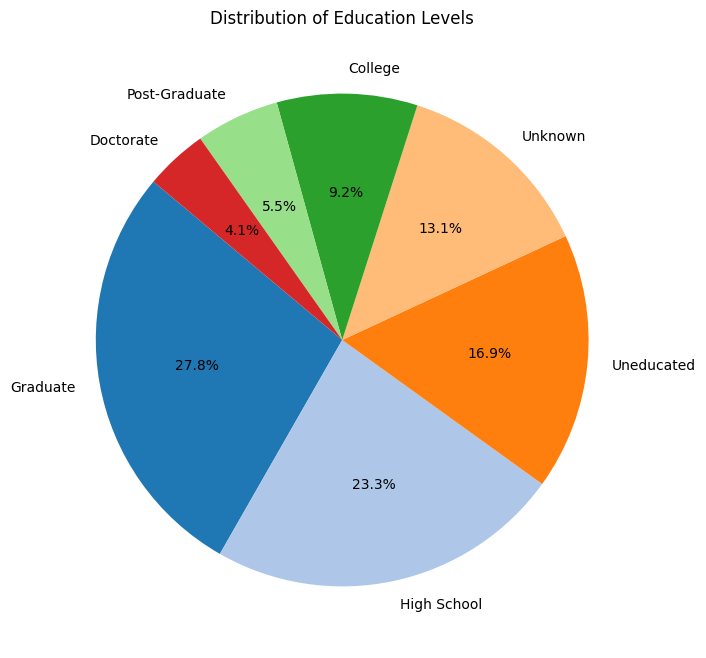 Distribution of Education Levels
College
Post-Graduate
Unknown
Doctorate
9.2%
5.5%
13.1%
4.1%
16.9%
Uneducated
27.8%
Graduate
23.3%
High School